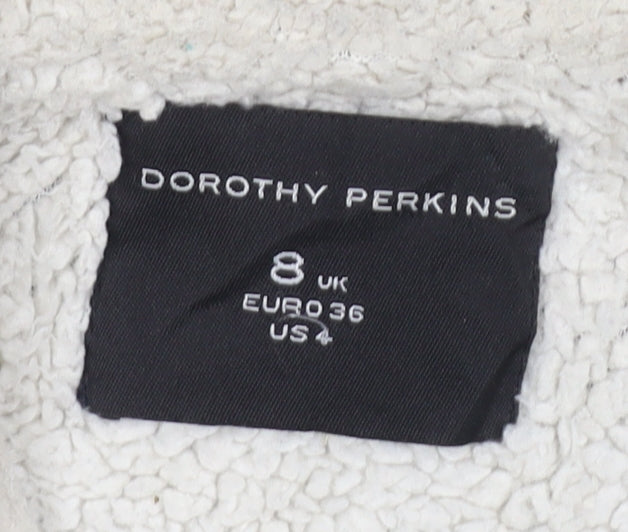 DOROTHY PERKINS
8 UK
EURO 36
US 4